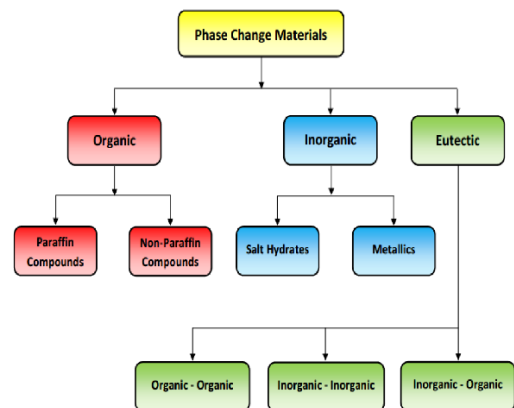 Phase Change Materials
Organic
Inorganic
Eutectic
Paraffin
Compounds
Non-Paraffin
Compounds
Salt Hydrates
Metallics
Organic - Organic
Inorganic - Inorganic
Inorganic - Organic